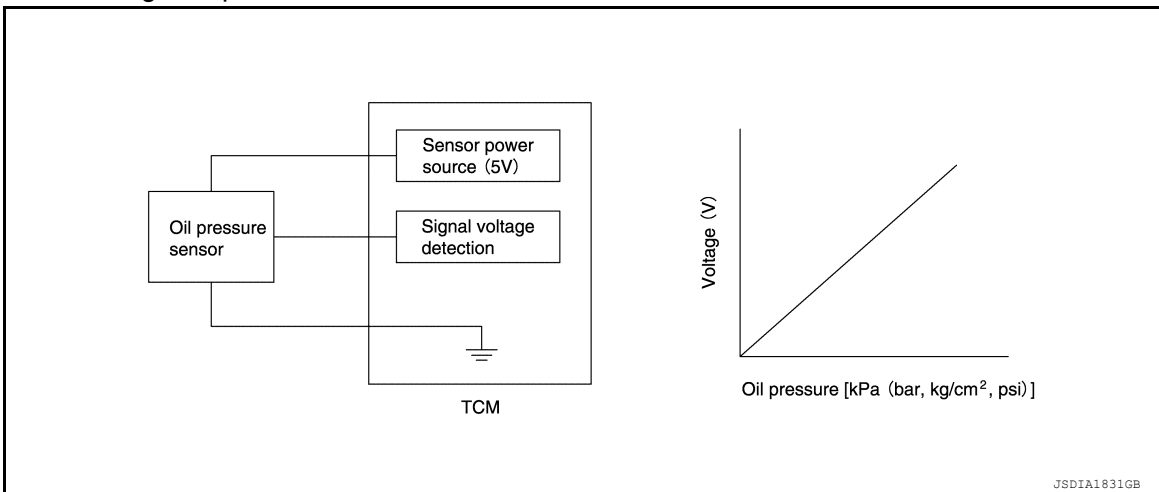 Sensor power
source (5V)
Oil pressure
sensor
Signal voltage
detection
TCM
Voltage (V)
Oil pressure [kPa (bar, kg/cm², psi)]
JSDIA1831GB